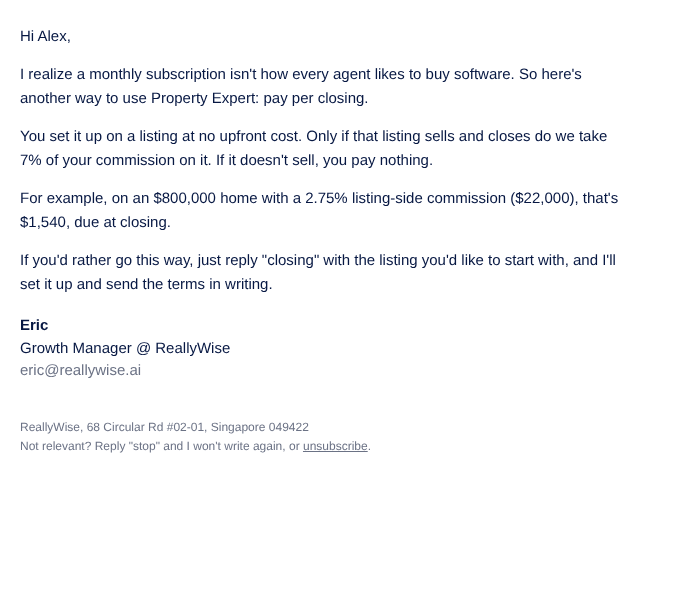 Hi Alex,
I realize a monthly subscription isn't how every agent likes to buy software. So here's
another way to use Property Expert: pay per closing.
You set it up on a listing at no upfront cost. Only if that listing sells and closes do we take
7% of your commission on it. If it doesn't sell, you pay nothing.
For example, on an $800,000 home with a 2.75% listing-side commission ($22,000), that's
$1,540, due at closing.
If you'd rather go this way, just reply "closing" with the listing you'd like to start with, and I'll
set it up and send the terms in writing.
Eric
Growth Manager @ ReallyWise
eric@reallywise.ai
ReallyWise, 68 Circular Rd #02-01, Singapore 049422
Not relevant? Reply "stop" and I won't write again, or unsubscribe.